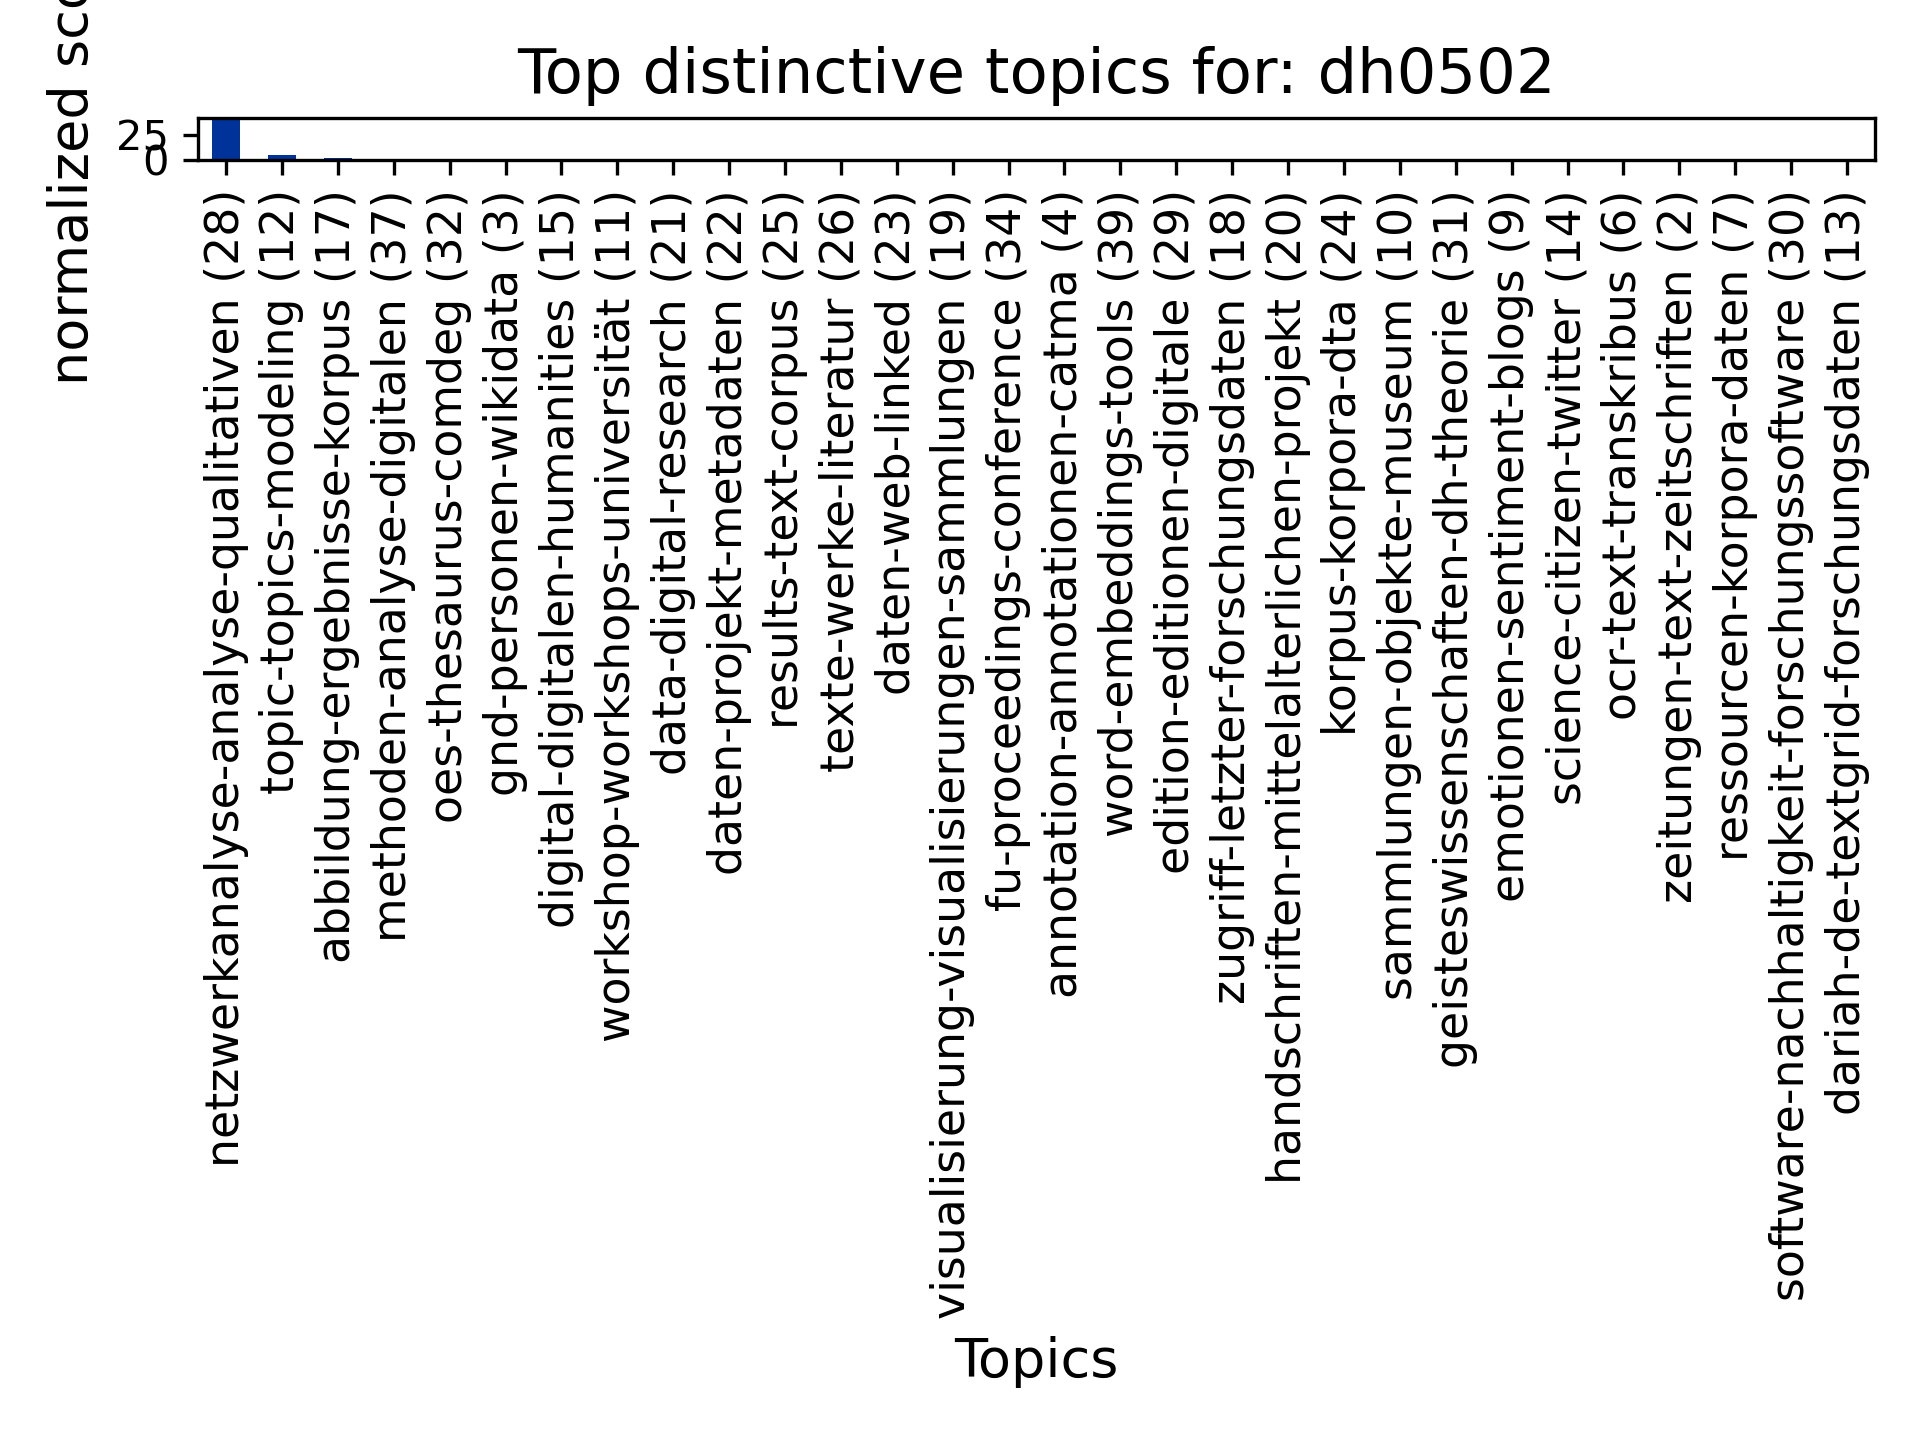 Top distinctive topics for: dh0502
normalized sco
25
0
netzwerkanalyse-analyse-qualitativen (28)
topic-topics-modeling (12)
abbildung-ergebnisse-korpus (17)
methoden-analyse-digitalen (37)
oes-thesaurus-comdeg (32)
gnd-personen-wikidata (3)
digital-digitalen-humanities (15)
workshop-workshops-universität (11)
data-digital-research (21)
daten-projekt-metadaten (22)
results-text-corpus (25)
texte-werke-literatur (26)
daten-web-linked (23)
visualisierung-visualisierungen-sammlungen (19)
fu-proceedings-conference (34)
annotation-annotationen-catma (4)
word-embeddings-tools (39)
edition-editionen-digitale (29)
zugriff-letzter-forschungsdaten (18)
handschriften-mittelalterlichen-projekt (20)
korpus-korpora-dta (24)
sammlungen-objekte-museum (10)
geisteswissenschaften-dh-theorie (31)
emotionen-sentiment-blogs (9)
science-citizen-twitter (14)
ocr-text-transkribus (6)
zeitungen-text-zeitschriften (2)
ressourcen-korpora-daten (7)
software-nachhaltigkeit-forschungssoftware (30)
dariah-de-textgrid-forschungsdaten (13)
Topics